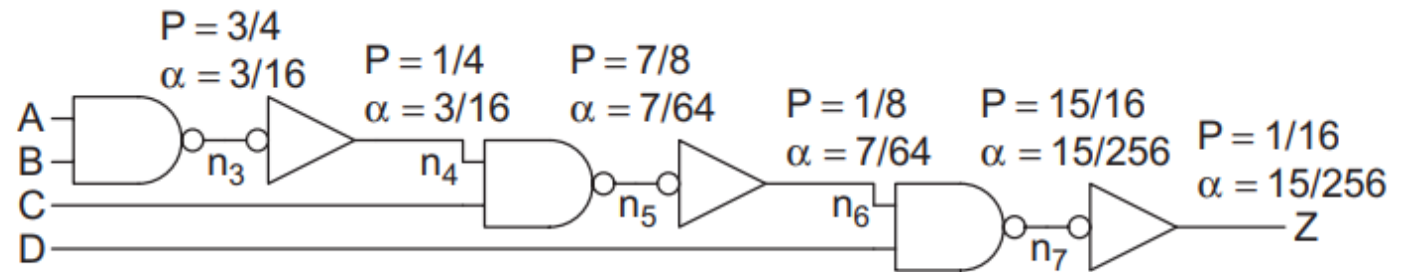 P = 3/4
α = 3/16
P = 1/4
α = 3/16
P = 7/8
α = 7/64
P = 1/8
α = 7/64
P = 15/16
α = 15/256
P = 1/16
α = 15/256
A
B
C
D
n₃
n₄
n₅
n₆
n₇
Z